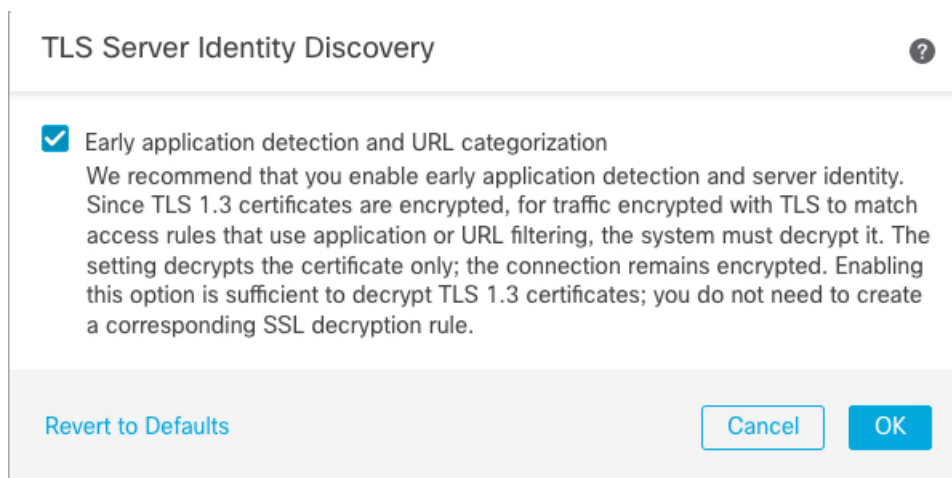 TLS Server Identity Discovery
?
Early application detection and URL categorization
We recommend that you enable early application detection and server identity.
Since TLS 1.3 certificates are encrypted, for traffic encrypted with TLS to match
access rules that use application or URL filtering, the system must decrypt it. The
setting decrypts the certificate only; the connection remains encrypted. Enabling
this option is sufficient to decrypt TLS 1.3 certificates; you do not need to create
a corresponding SSL decryption rule.
Revert to Defaults
Cancel
OK